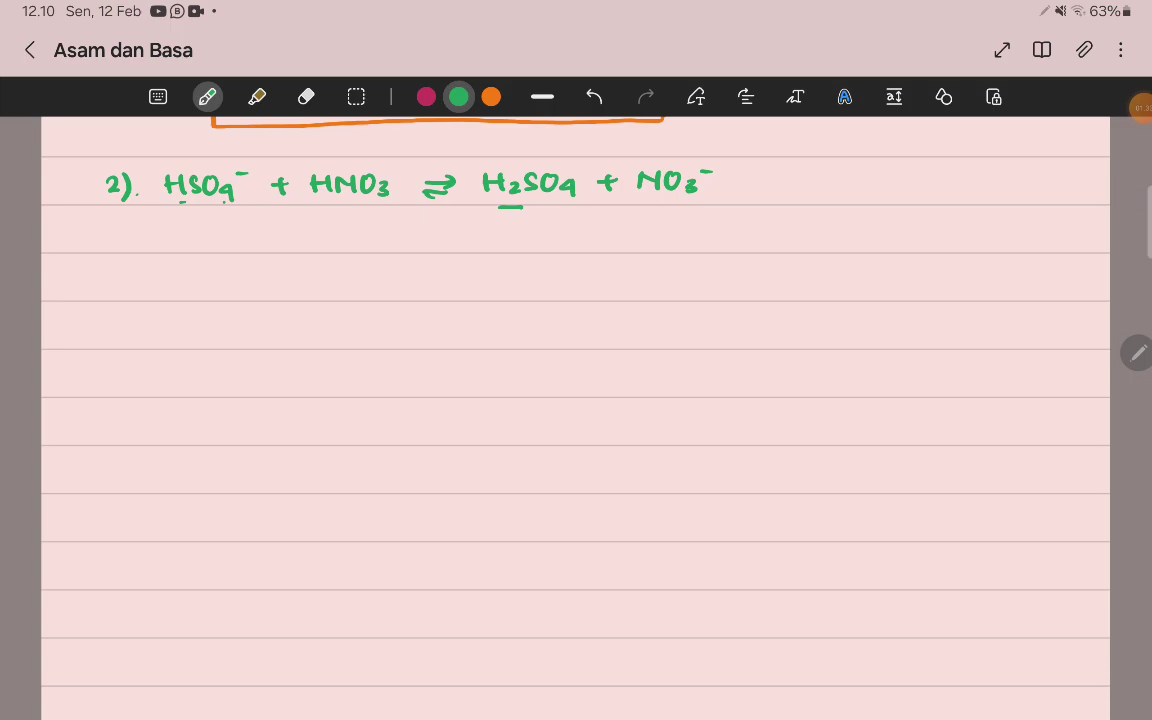 12.10 Sen, 12 Feb 63%
Asam dan Basa
2). HSO₄⁻ + HNO₃ ⇌ H₂SO₄ + NO₃⁻